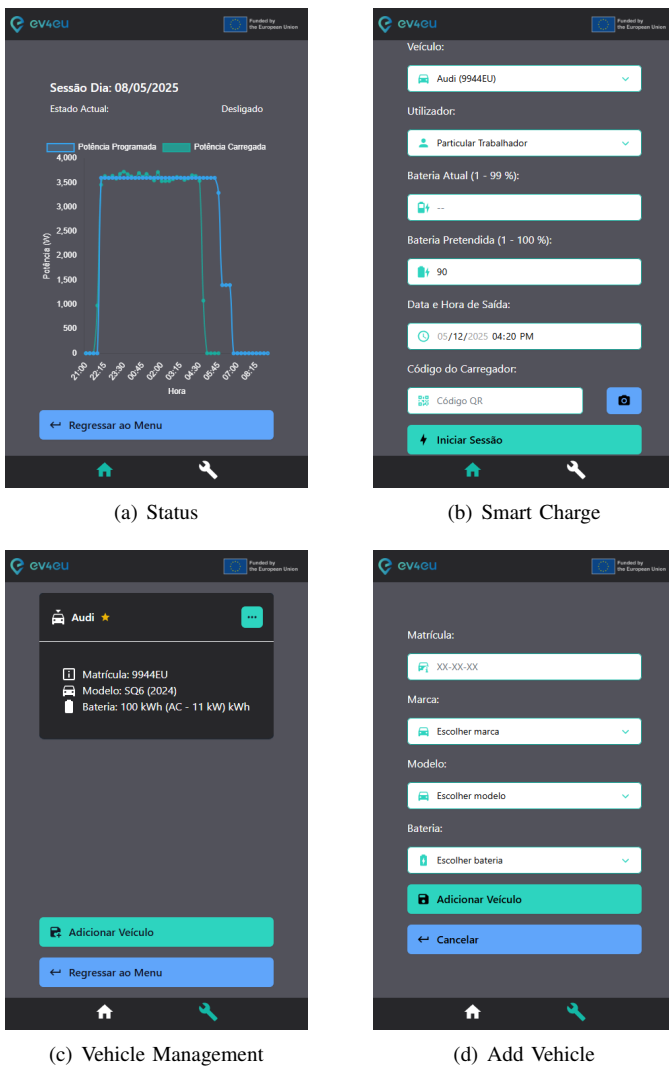 ev4eu
Funded by
the European Union
Sessão Dia: 08/05/2025
Estado Actual:
Desligado
Potência Programada
Potência Carregada
4,000
3,500
3,000
2,500
2,000
1,500
1,000
500
0
Potência (W)
21:00
22:15
23:30
00:45
02:00
03:15
04:30
05:45
07:00
08:15
Hora
Regressar ao Menu
(a) Status
ev4eu
Funded by
the European Union
Veículo:
Audi (9944EU)
Utilizador:
Particular Trabalhador
Bateria Atual (1 - 99 %):
--
Bateria Pretendida (1 - 100 %):
90
Data e Hora de Saída:
05/12/2025 04:20 PM
Código do Carregador:
Código QR
Iniciar Sessão
(b) Smart Charge
ev4eu
Funded by
the European Union
Audi
Matrícula: 9944EU
Modelo: SQ6 (2024)
Bateria: 100 kWh (AC - 11 kW) kWh
Adicionar Veículo
Regressar ao Menu
(c) Vehicle Management
ev4eu
Funded by
the European Union
Matrícula:
XX-XX-XX
Marca:
Escolher marca
Modelo:
Escolher modelo
Bateria:
Escolher bateria
Adicionar Veículo
Cancelar
(d) Add Vehicle